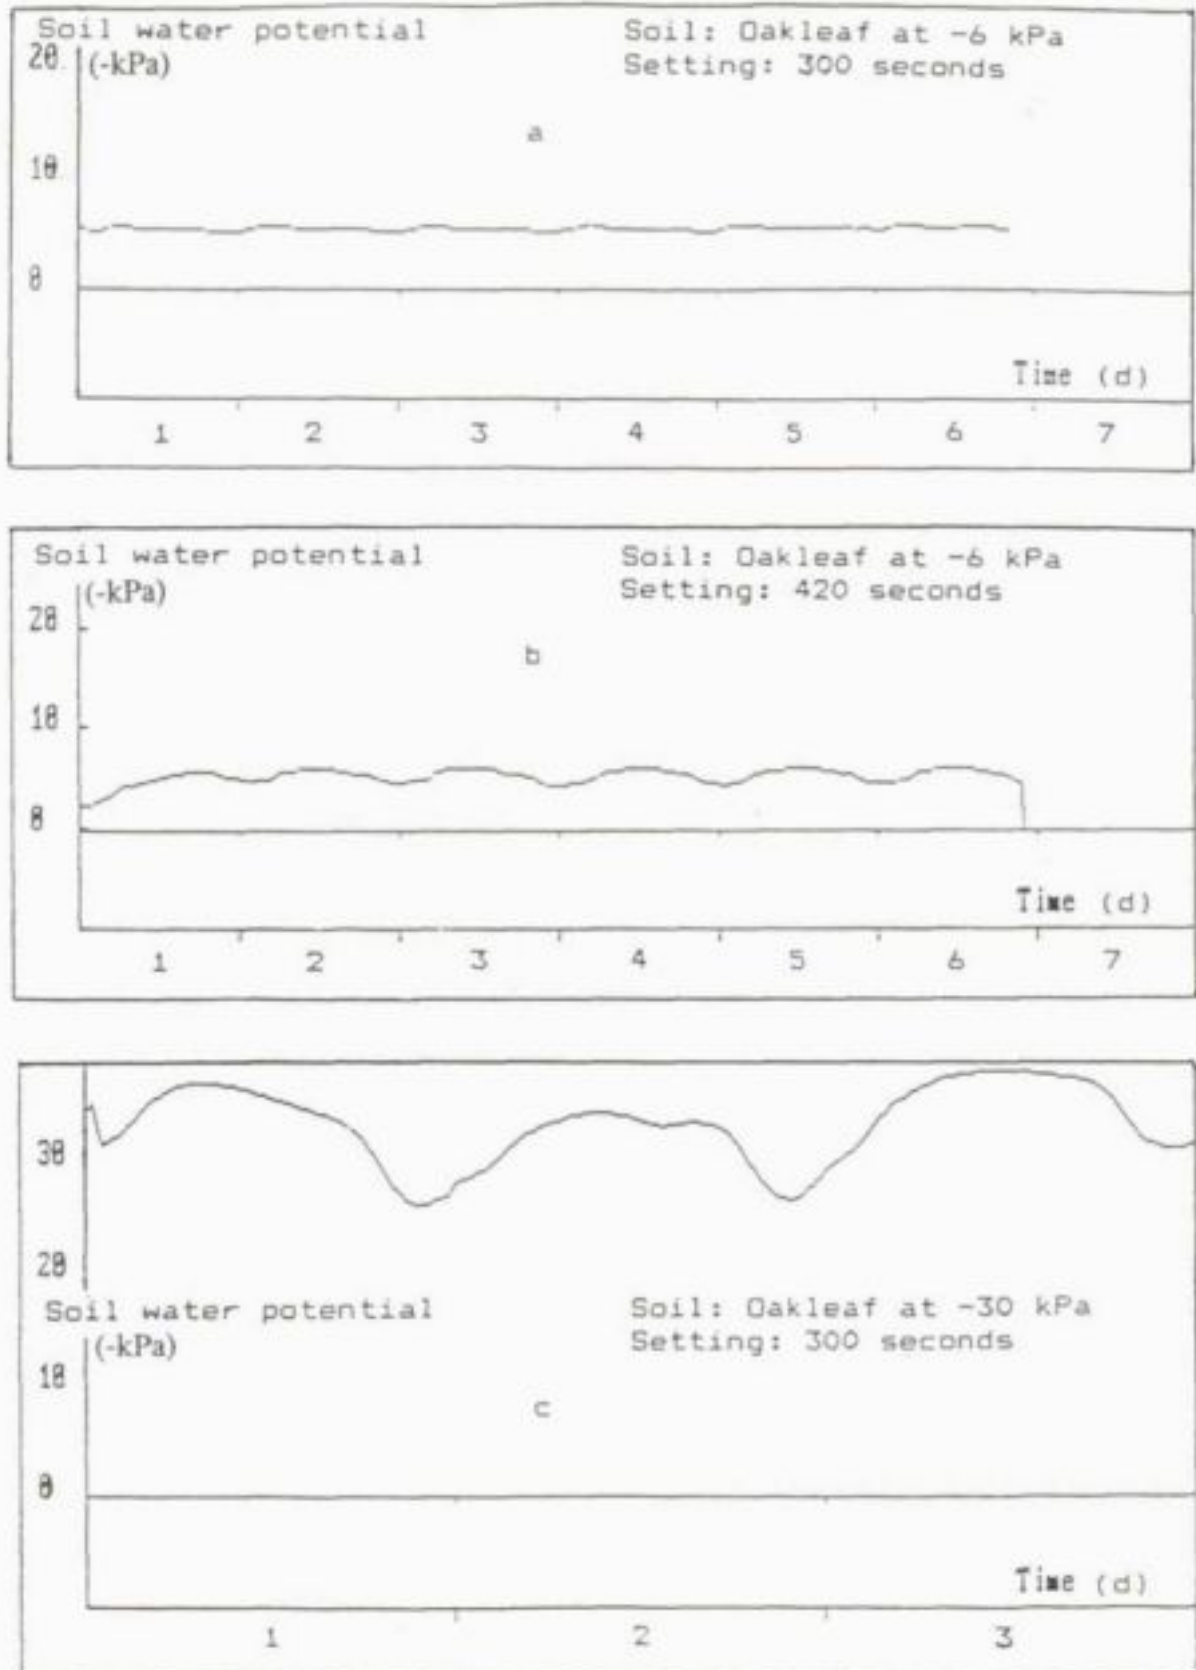 Soil water potential
(-kPa)
Soil: Oakleaf at -6 kPa
Setting: 300 seconds
20
a
10
0
Time (d)
1 2 3 4 5 6 7
Soil water potential
(-kPa)
Soil: Oakleaf at -6 kPa
Setting: 420 seconds
20
b
10
0
Time (d)
1 2 3 4 5 6 7
30
20
Soil water potential
(-kPa)
Soil: Oakleaf at -30 kPa
Setting: 300 seconds
10
c
0
Time (d)
1 2 3